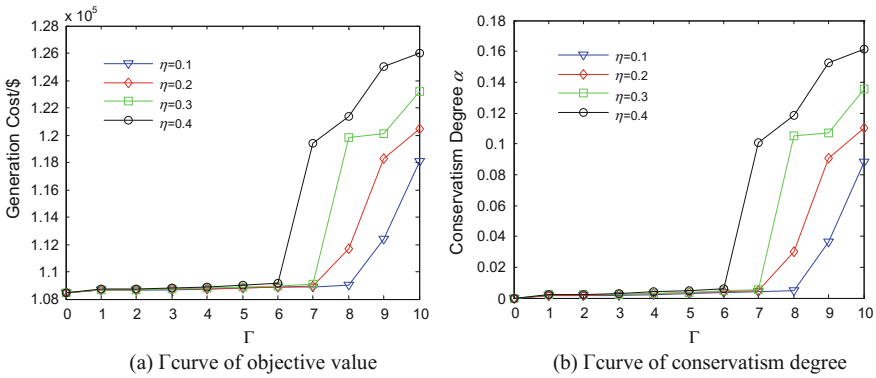 × 10⁵
1.28
1.26
1.24
1.22
1.2
1.18
1.16
1.14
1.12
1.1
1.08
Generation Cost/$
η=0.1
η=0.2
η=0.3
η=0.4
0 1 2 3 4 5 6 7 8 9 10
Γ
(a) Γcurve of objective value
0.18
0.16
0.14
0.12
0.1
0.08
0.06
0.04
0.02
0
Conservatism Degree α
η=0.1
η=0.2
η=0.3
η=0.4
0 1 2 3 4 5 6 7 8 9 10
Γ
(b) Γcurve of conservatism degree